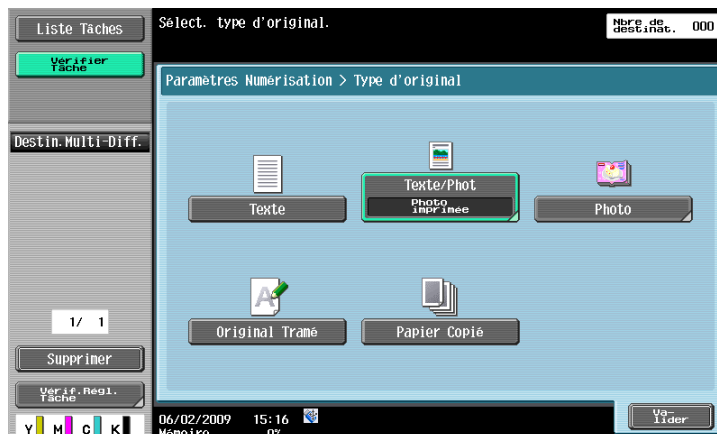 Liste Tâches
Vérifier
Tâche
Destin.Multi-Diff.
1/ 1
Supprimer
Vérif.Régl.
Tâche
Y M C K
Sélect. type d'original.
Nbre de
destinat. 000
Paramètres Numérisation > Type d'original
Texte
Texte/Phot
Photo
imprimée
Photo
Original Tramé
Papier Copié
06/02/2009 15:16
Mémoire 0%
Va-
lider